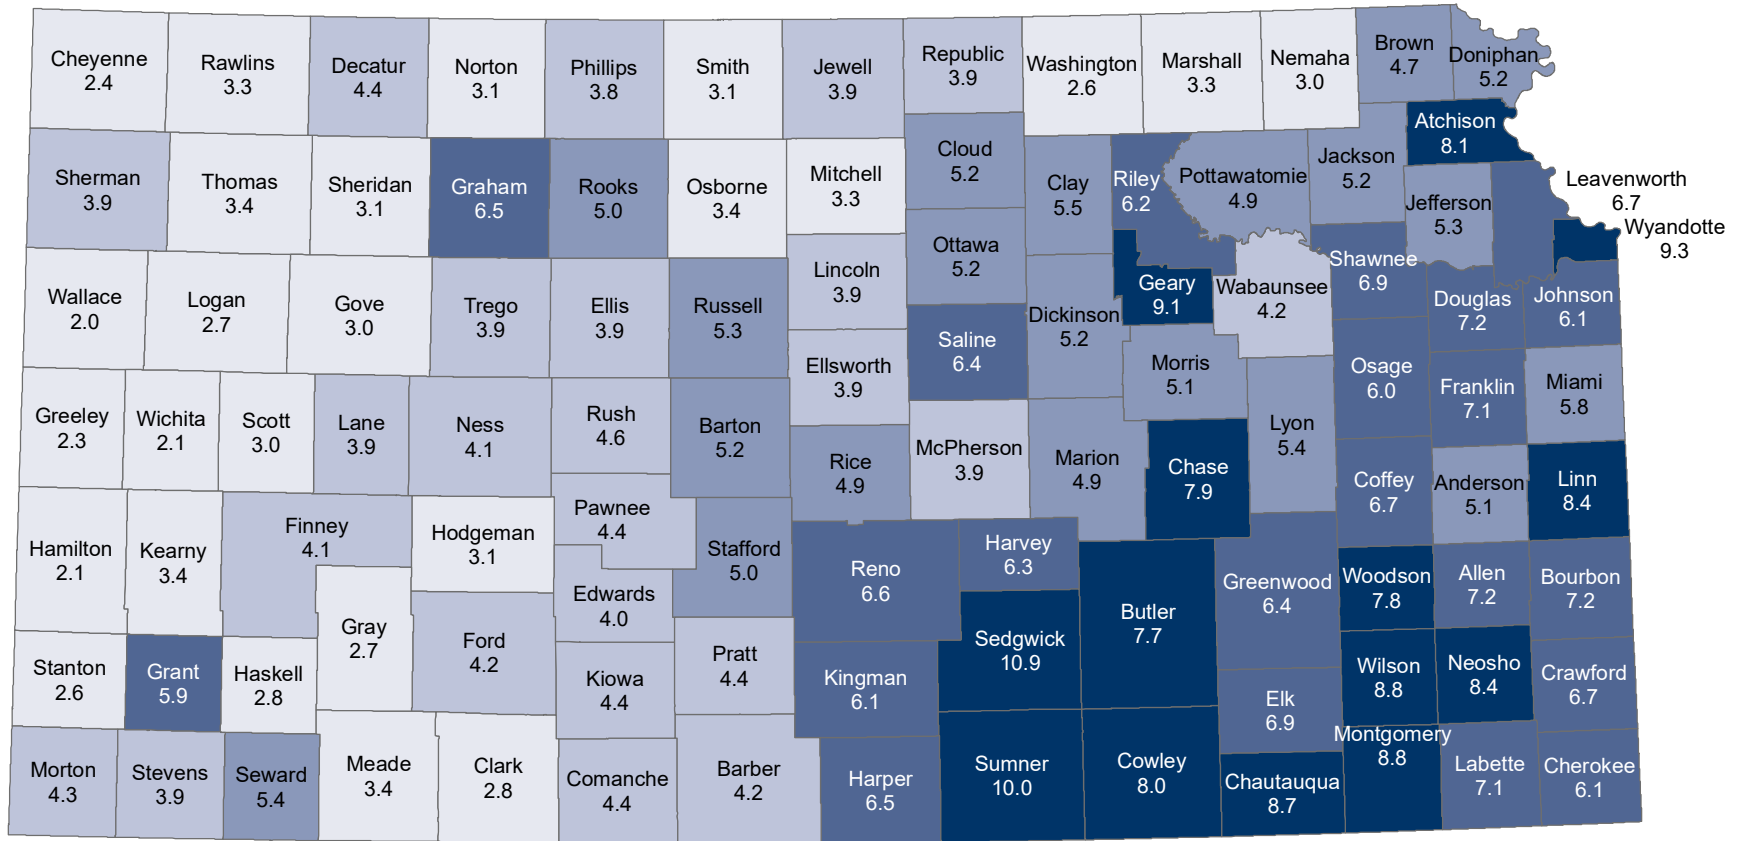 Cheyenne
2.4
Rawlins
3.3
Decatur
4.4
Norton
3.1
Phillips
3.8
Smith
3.1
Jewell
3.9
Republic
3.9
Washington
2.6
Marshall
3.3
Nemaha
3.0
Brown
4.7
Doniphan
5.2
Atchison
8.1
Sherman
3.9
Thomas
3.4
Sheridan
3.1
Graham
6.5
Rooks
5.0
Osborne
3.4
Mitchell
3.3
Cloud
5.2
Clay
5.5
Riley
6.2
Pottawatomie
4.9
Jackson
5.2
Jefferson
5.3
Leavenworth
6.7
Wyandotte
9.3
Wallace
2.0
Logan
2.7
Gove
3.0
Trego
3.9
Ellis
3.9
Russell
5.3
Lincoln
3.9
Ottawa
5.2
Dickinson
5.2
Geary
9.1
Wabaunsee
4.2
Shawnee
6.9
Douglas
7.2
Johnson
6.1
Saline
6.4
Ellsworth
3.9
Morris
5.1
Osage
6.0
Franklin
7.1
Miami
5.8
Greeley
2.3
Wichita
2.1
Scott
3.0
Lane
3.9
Ness
4.1
Rush
4.6
Barton
5.2
Rice
4.9
McPherson
3.9
Marion
4.9
Chase
7.9
Lyon
5.4
Coffey
6.7
Anderson
5.1
Linn
8.4
Hamilton
2.1
Kearny
3.4
Finney
4.1
Hodgeman
3.1
Pawnee
4.4
Stafford
5.0
Edwards
4.0
Reno
6.6
Harvey
6.3
Butler
7.7
Greenwood
6.4
Woodson
7.8
Allen
7.2
Bourbon
7.2
Gray
2.7
Ford
4.2
Stanton
2.6
Grant
5.9
Haskell
2.8
Kiowa
4.4
Pratt
4.4
Kingman
6.1
Sedgwick
10.9
Elk
6.9
Wilson
8.8
Neosho
8.4
Crawford
6.7
Morton
4.3
Stevens
3.9
Seward
5.4
Meade
3.4
Clark
2.8
Comanche
4.4
Barber
4.2
Harper
6.5
Sumner
10.0
Cowley
8.0
Chautauqua
8.7
Montgomery
8.8
Labette
7.1
Cherokee
6.1